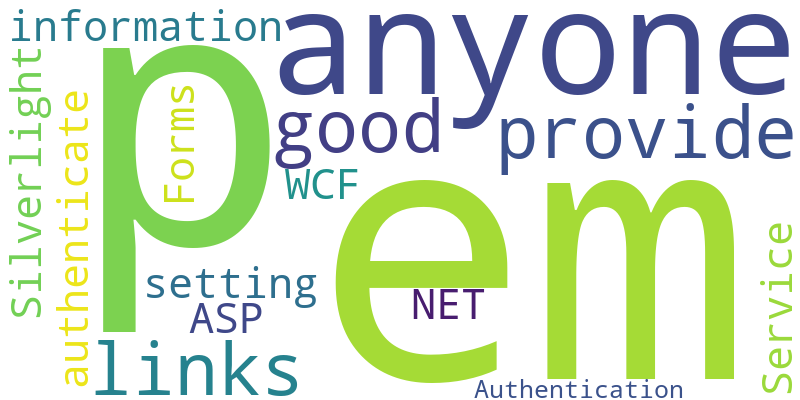 information
anyone
p
good
provide
Silverlight
authenticate
Forms
WCF
em
setting
ASP
NET
Service
links
Authentication